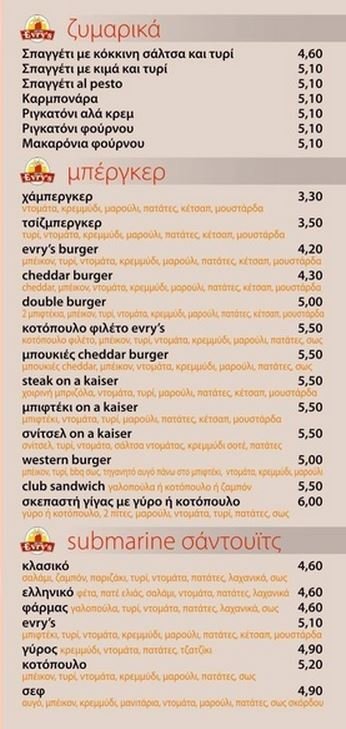 Evry's ζυμαρικά
Σπαγγέτι με κόκκινη σάλτσα και τυρί 4,60
Σπαγγέτι με κιμά και τυρί 5,10
Σπαγγέτι al pesto 5,10
Καρμπονάρα 5,10
Ριγκατόνι αλά κρεμ 5,10
Ριγκατόνι φούρνου 5,10
Μακαρόνια φούρνου 5,10
Evry's μπέργκερ
χάμπεργκερ 3,30
ντομάτα, κρεμμύδι, μαρούλι, πατάτες, κέτσαπ, μουστάρδα
τσίζμπεργκερ 3,50
τυρί, ντομάτα, κρεμμύδι, μαρούλι, πατάτες, κέτσαπ, μουστάρδα
evry's burger 4,20
μπέικον, τυρί, ντομάτα, κρεμμύδι, μαρούλι, πατάτες, κέτσαπ, μουστάρδα
cheddar burger 4,30
cheddar, μπέικον, ντομάτα, κρεμμύδι, μαρούλι, πατάτες, κέτσαπ, μουστάρδα
double burger 5,00
2 μπιφτέκια, μπέικον, τυρί, ντομάτα, κρεμμύδι, μαρούλι, πατάτες, κέτσαπ, μουστάρδα
κοτόπουλο φιλέτο evry's 5,50
κοτόπουλο φιλέτο, μπέικον, τυρί, ντομάτα, κρεμμύδι, μαρούλι, πατάτες, σως
μπουκιές cheddar burger 5,50
μπουκιές cheddar, μπέικον, ντομάτα, κρεμμύδι, μαρούλι, πατάτες, σως
steak on a kaiser 5,50
χοιρινή μπριζόλα, ντομάτα, τυρί, μαρούλι, πατάτες, κέτσαπ, μουστάρδα
μπιφτέκι on a kaiser 5,50
μπιφτέκι, ντομάτα, τυρί, μαρούλι, πατάτες, κέτσαπ, μουστάρδα
σνίτσελ on a kaiser 5,50
σνίτσελ, τυρί, ντομάτα, σάλτσα ντομάτας, κρεμμύδι σοτέ, πατάτες
western burger 5,00
μπέικον, τυρί, bbq σως, τηγανητό αυγό πάνω στο μπιφτέκι, ντομάτα, κρεμμύδι, μαρούλι
club sandwich γαλοπούλα ή κοτόπουλο ή ζαμπόν 5,50
σκεπαστή γίγας με γύρο ή κοτόπουλο 6,00
γύρο ή κοτόπουλο, 2 πίτες, μαρούλι, ντομάτα, τυρί, πατάτες, σως
Evry's submarine σάντουϊτς
κλασικό 4,60
σαλάμι, ζαμπόν, παριζάκι, τυρί, ντομάτα, πατάτες, λαχανικά, σως
ελληνικό φέτα, πατέ ελιάς, σαλάμι, ντομάτα, πατάτες, λαχανικά 4,60
φάρμας γαλοπούλα, τυρί, ντομάτα, πατάτες, λαχανικά, σως 4,60
evry's 5,10
μπιφτέκι, τυρί, ντομάτα, κρεμμύδι, μαρούλι, πατάτες, κέτσαπ, μουστάρδα
γύρος κρεμμύδι, ντομάτα, πατάτες, τζατζίκι 4,90
κοτόπουλο 5,20
μπέικον, τυρί, ντομάτα, κρεμμύδι, μαρούλι, πατάτες, σως
σεφ 4,90
αυγό, μπέικον, κρεμμύδι, μανιτάρια, ντομάτα, μαρούλι, πατάτες, σως σκόρδου